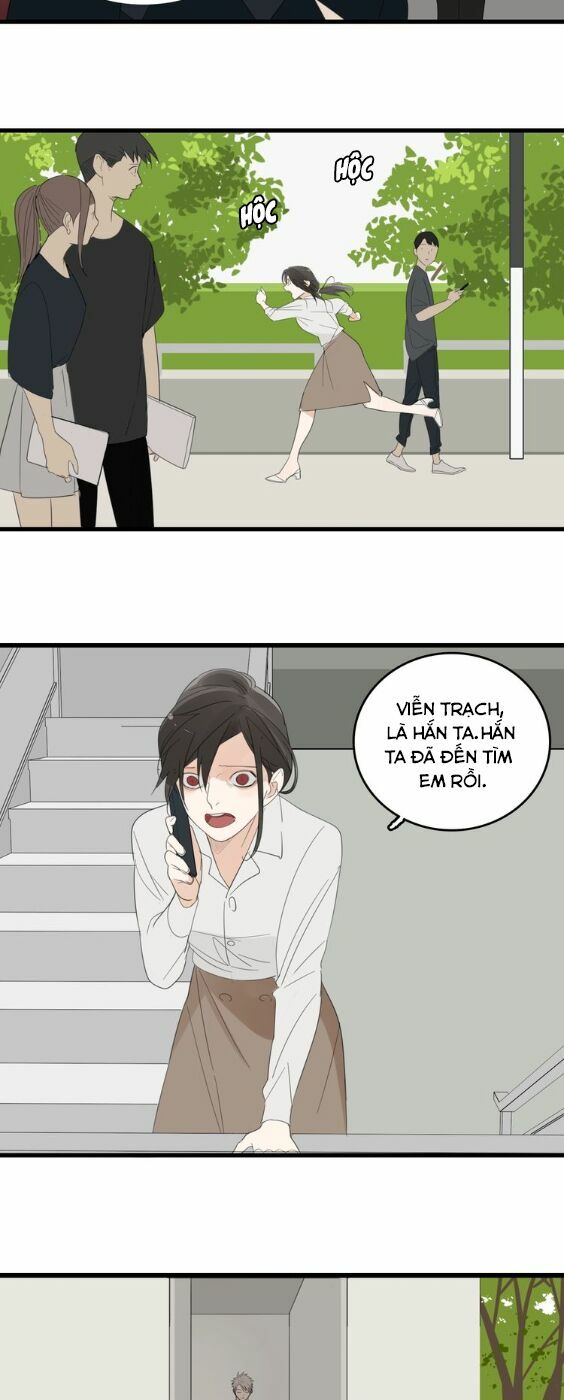 HỘC
HỘC
VIỄN TRẠCH,
LÀ HẮN TA.HẮN
TA ĐÃ ĐẾN TÌM
EM RỒI.